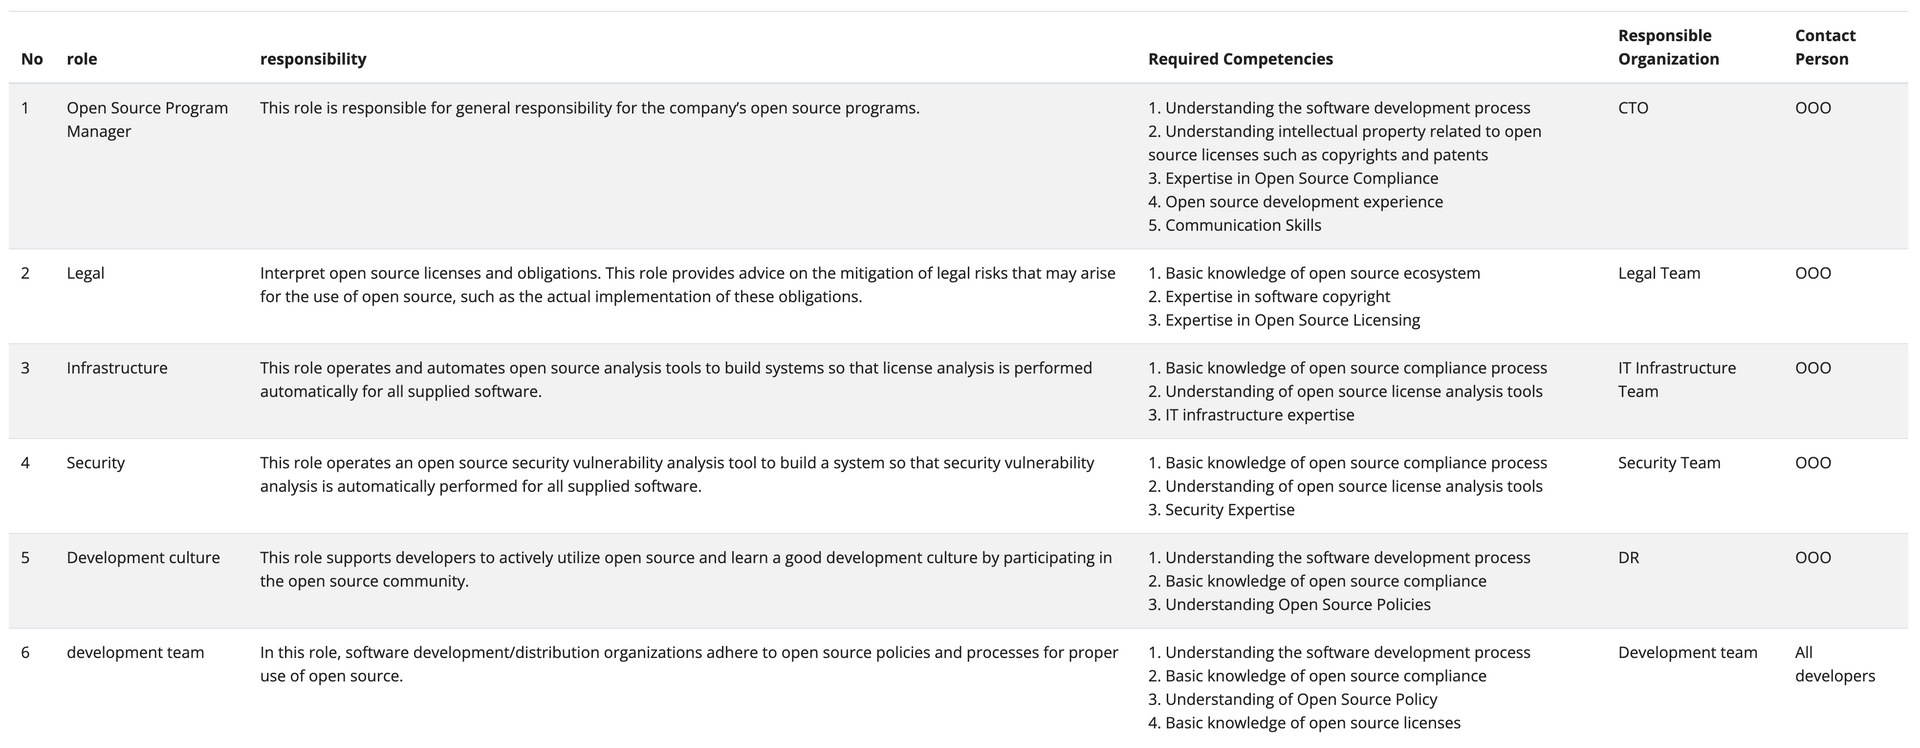 No role responsibility Required Competencies Responsible Organization Contact Person
1
Open Source Program
Manager
This role is responsible for general responsibility for the company’s open source programs.
1. Understanding the software development process
2. Understanding intellectual property related to open
source licenses such as copyrights and patents
3. Expertise in Open Source Compliance
4. Open source development experience
5. Communication Skills
CTO
OOO
2
Legal
Interpret open source licenses and obligations. This role provides advice on the mitigation of legal risks that may arise
for the use of open source, such as the actual implementation of these obligations.
1. Basic knowledge of open source ecosystem
2. Expertise in software copyright
3. Expertise in Open Source Licensing
Legal Team
OOO
3
Infrastructure
This role operates and automates open source analysis tools to build systems so that license analysis is performed
automatically for all supplied software.
1. Basic knowledge of open source compliance process
2. Understanding of open source license analysis tools
3. IT infrastructure expertise
IT Infrastructure
Team
OOO
4
Security
This role operates an open source security vulnerability analysis tool to build a system so that security vulnerability
analysis is automatically performed for all supplied software.
1. Basic knowledge of open source compliance process
2. Understanding of open source license analysis tools
3. Security Expertise
Security Team
OOO
5
Development culture
This role supports developers to actively utilize open source and learn a good development culture by participating in
the open source community.
1. Understanding the software development process
2. Basic knowledge of open source compliance
3. Understanding Open Source Policies
DR
OOO
6
development team
In this role, software development/distribution organizations adhere to open source policies and processes for proper
use of open source.
1. Understanding the software development process
2. Basic knowledge of open source compliance
3. Understanding of Open Source Policy
4. Basic knowledge of open source licenses
Development team
All
developers